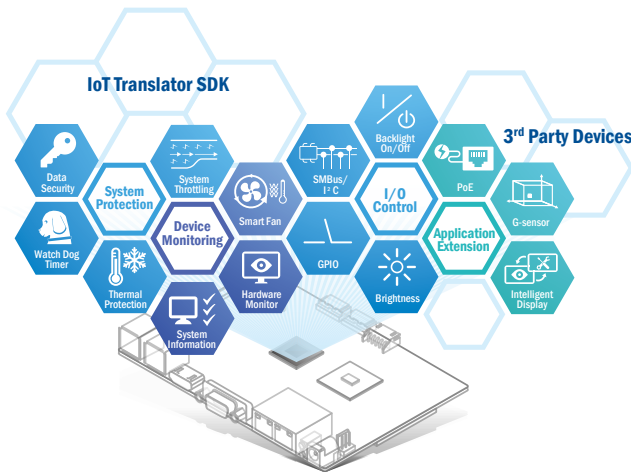 IoT Translator SDK
3rd Party Devices
Data
Security
System
Throttling
SMBus/
I²C
Backlight
On/Off
PoE
System
Protection
Smart Fan
I/O
Control
G-sensor
Watch Dog
Timer
Device
Monitoring
GPIO
Application
Extension
Thermal
Protection
Hardware
Monitor
Brightness
Intelligent
Display
System
Information